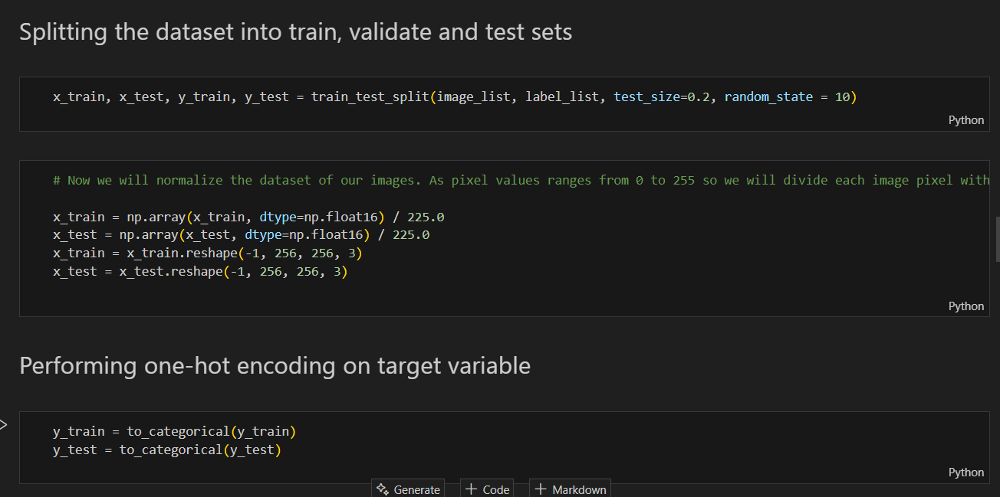 Splitting the dataset into train, validate and test sets
x_train, x_test, y_train, y_test = train_test_split(image_list, label_list, test_size=0.2, random_state = 10)
Python
# Now we will normalize the dataset of our images. As pixel values ranges from 0 to 255 so we will divide each image pixel with
x_train = np.array(x_train, dtype=np.float16) / 225.0
x_test = np.array(x_test, dtype=np.float16) / 225.0
x_train = x_train.reshape(-1, 256, 256, 3)
x_test = x_test.reshape(-1, 256, 256, 3)
Python
Performing one-hot encoding on target variable
y_train = to_categorical(y_train)
y_test = to_categorical(y_test)
Python
Generate + Code + Markdown